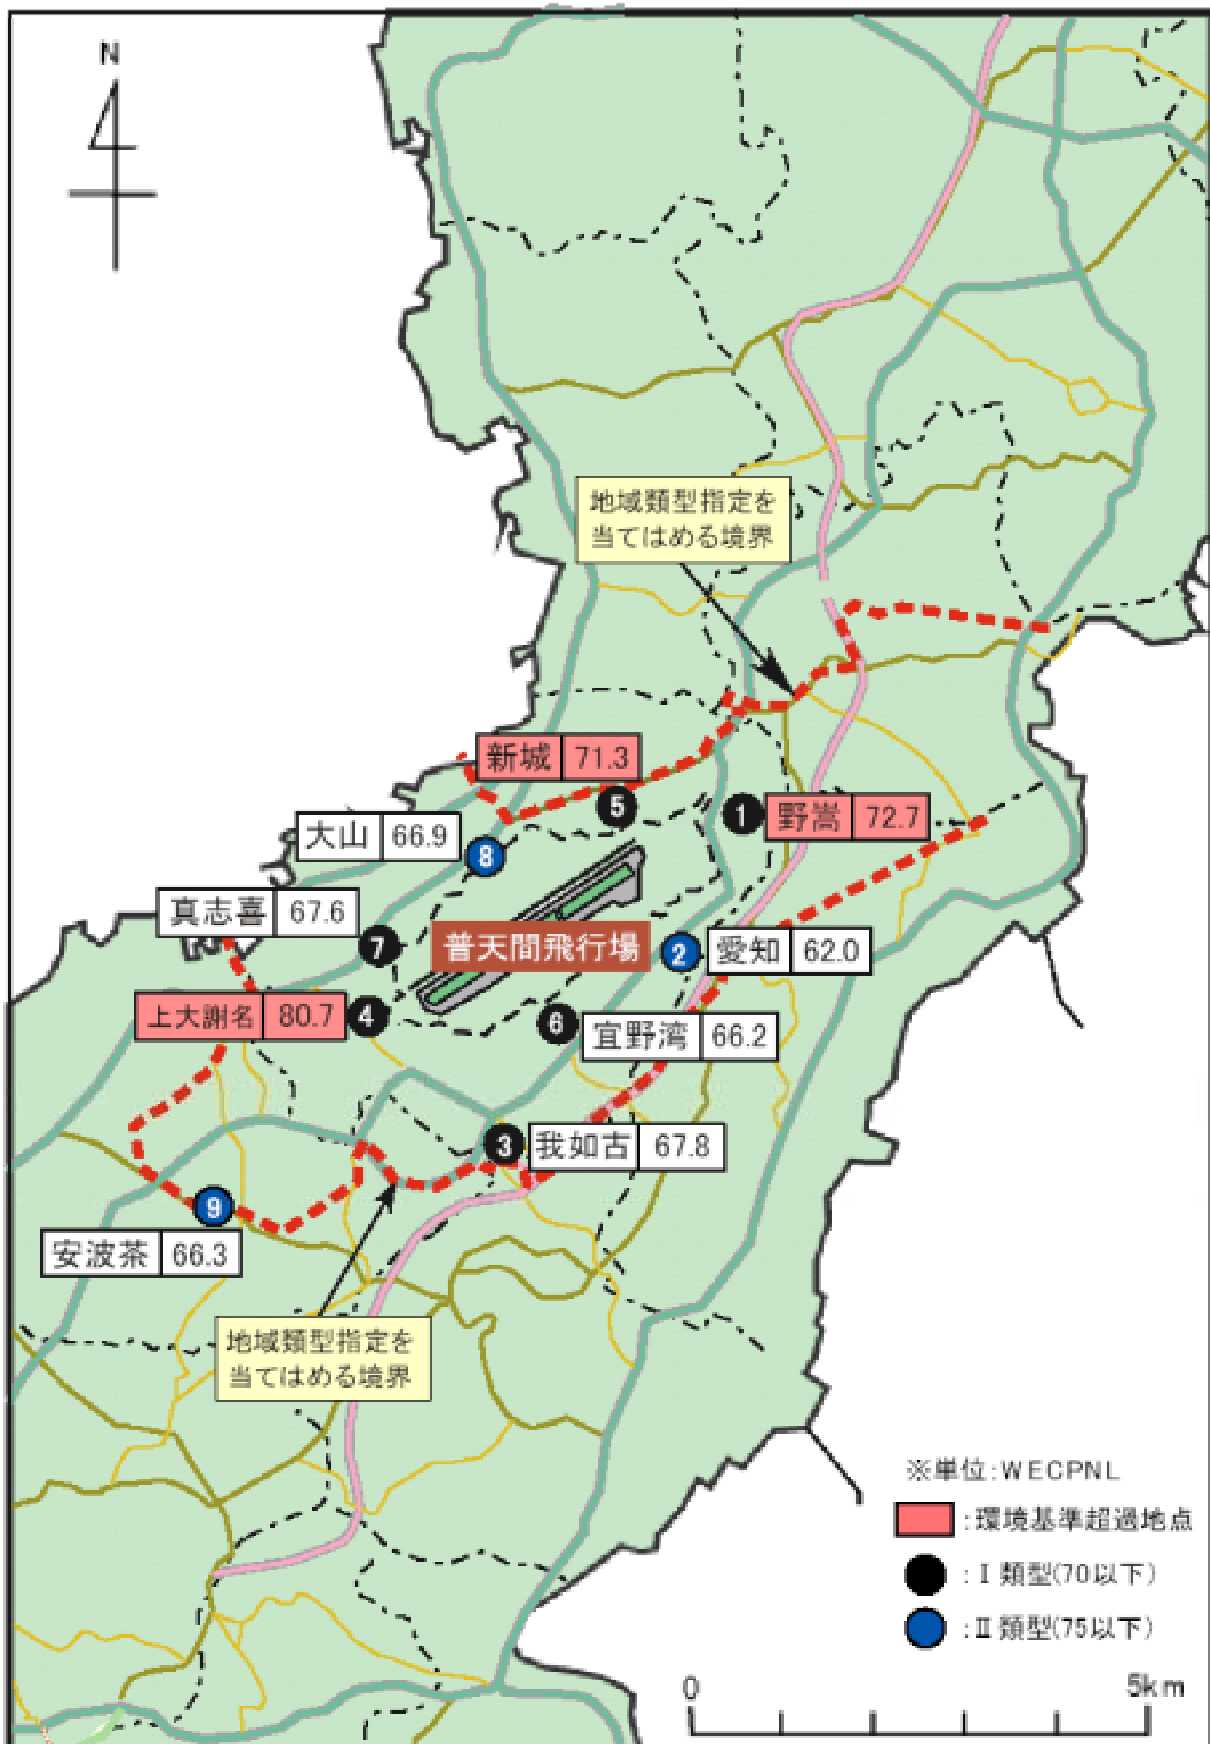 N
地域類型指定を
当てはめる境界
新城 71.3
5
1
野嵩 72.7
大山 66.9
8
真志喜 67.6
7
普天間飛行場
2
愛知 62.0
上大謝名 80.7
4
6
宜野湾 66.2
3
我如古 67.8
9
安波茶 66.3
地域類型指定を
当てはめる境界
※単位:WECPNL
:環境基準超過地点
:Ⅰ類型(70以下)
:Ⅱ類型(75以下)
0 5km